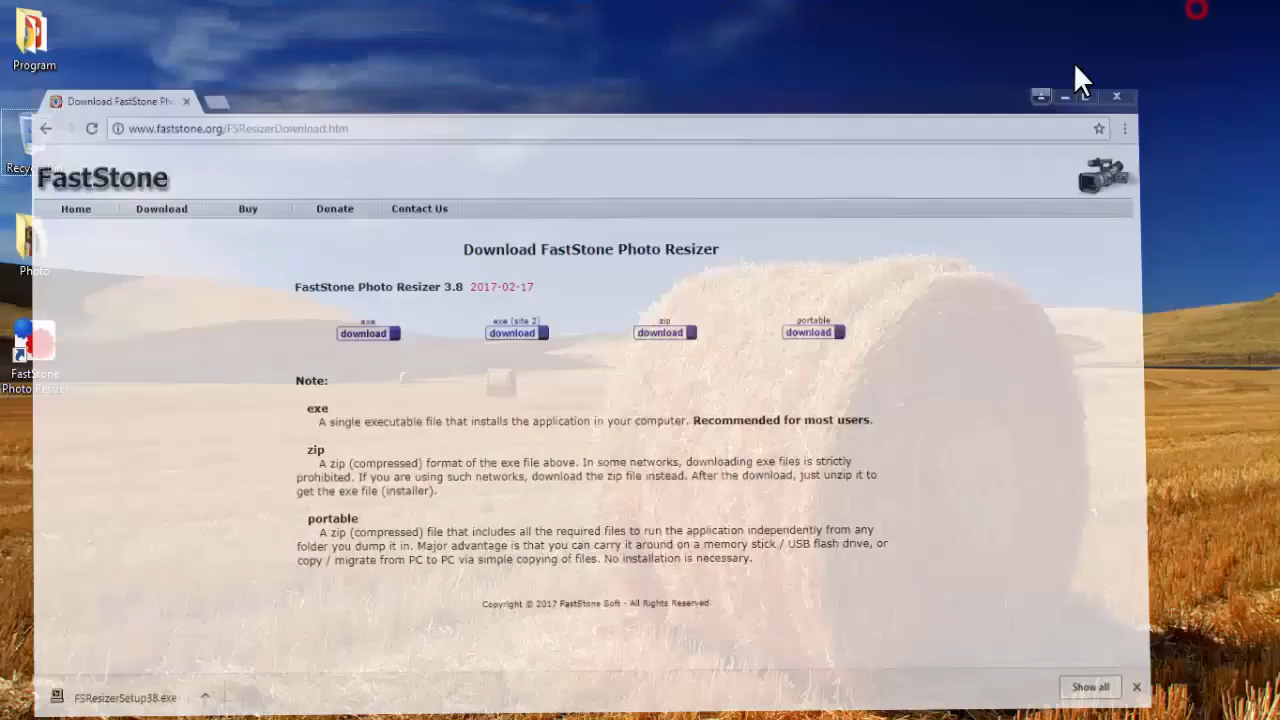 Program
Download FastStone Pho
www.faststone.org/FSResizerDownload.htm
FastStone
Home Download Buy Donate Contact Us
Download FastStone Photo Resizer
Photo
FastStone Photo Resizer 3.8 2017-02-17
exe exe (site 2) zip portable
download download download download
FastStone
Photo Resizer
Note:
exe
A single executable file that installs the application in your computer. Recommended for most users.
zip
A zip (compressed) format of the exe file above. In some networks, downloading exe files is strictly
prohibited. If you are using such networks, download the zip file instead. After the download, just unzip it to
get the exe file (installer).
portable
A zip (compressed) file that includes all the required files to run the application independently from any
folder you dump it in. Major advantage is that you can carry it around on a memory stick / USB flash drive, or
copy / migrate from PC to PC via simple copying of files. No installation is necessary.
Copyright © 2017 FastStone Soft - All Rights Reserved
FSResizerSetup38.exe Show all